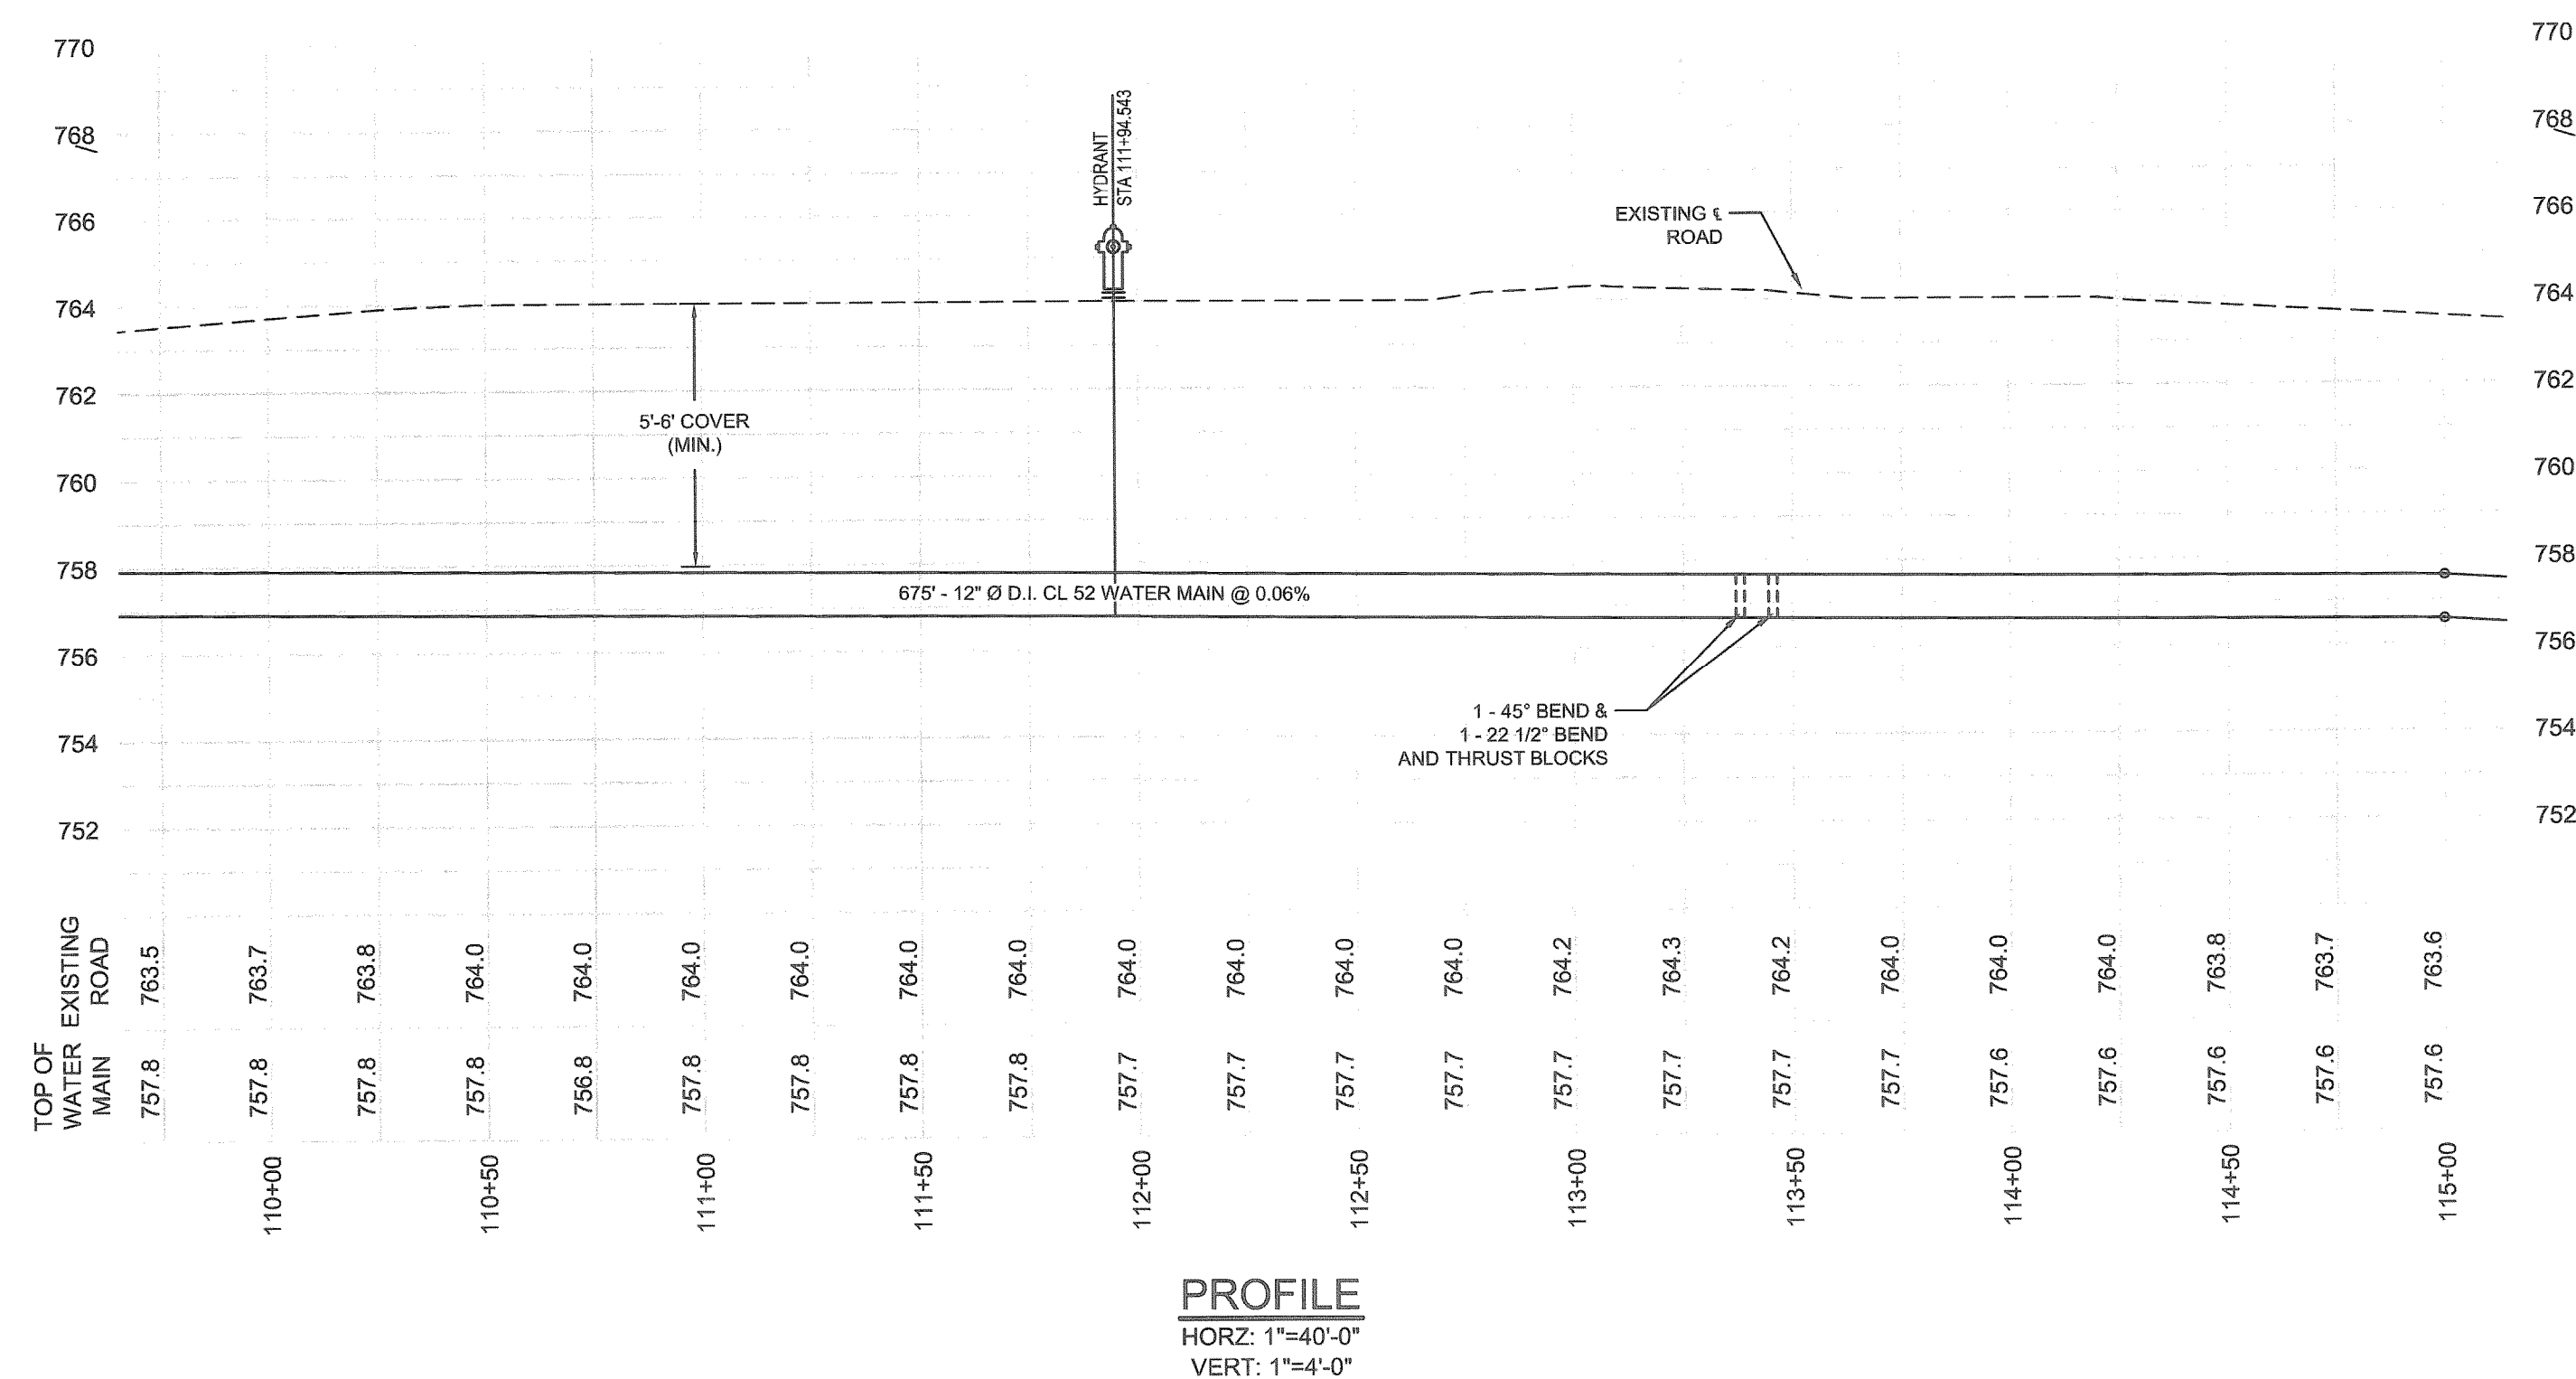 770
768
766
764
762
760
758
756
754
752
770
768
766
764
762
760
758
756
754
752
HYDRANT
STA 111+94.543
EXISTING ℄
ROAD
5'-6' COVER
(MIN.)
675' - 12" Ø D.I. CL 52 WATER MAIN @ 0.06%
1 - 45° BEND &
1 - 22 1/2° BEND
AND THRUST BLOCKS
EXISTING
ROAD
763.5 763.7 763.8 764.0 764.0 764.0 764.0 764.0 764.0 764.0 764.0 764.0 764.0 764.2 764.3 764.2 764.0 764.0 764.0 763.8 763.7 763.6
TOP OF
WATER
MAIN
757.8 757.8 757.8 757.8 756.8 757.8 757.8 757.8 757.8 757.7 757.7 757.7 757.7 757.7 757.7 757.7 757.7 757.6 757.6 757.6 757.6 757.6
110+00 110+50 111+00 111+50 112+00 112+50 113+00 113+50 114+00 114+50 115+00
PROFILE
HORZ: 1"=40'-0"
VERT: 1"=4'-0"